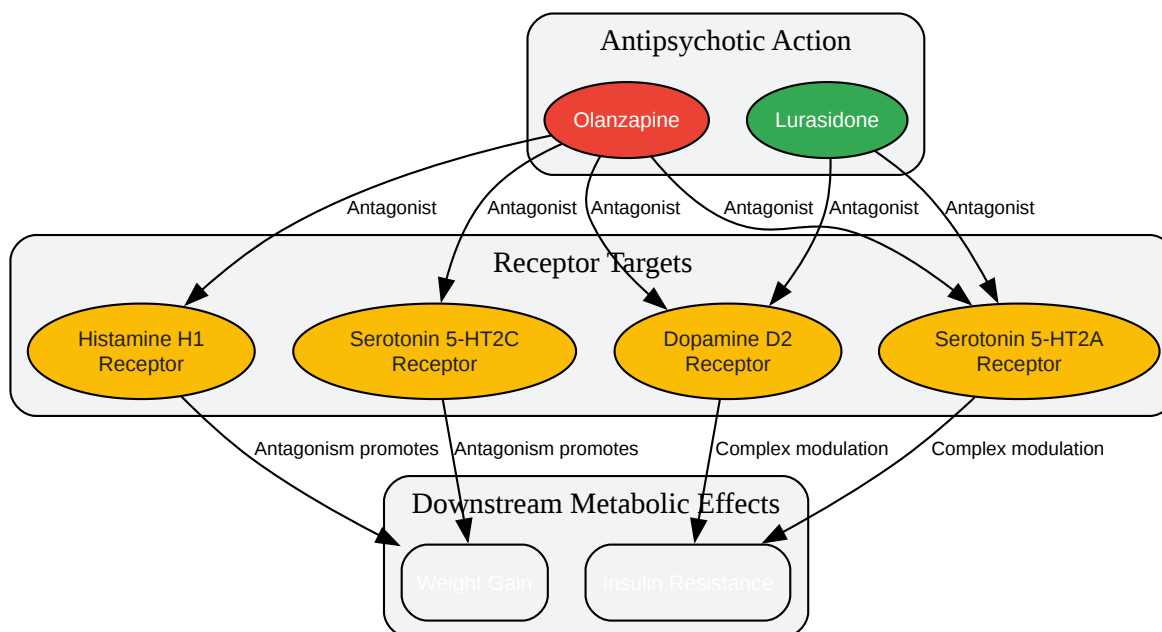 Antipsychotic Action
Olanzapine
Lurasidone
Antagonist
Antagonist
Antagonist
Antagonist
Antagonist
Antagonist
Receptor Targets
Histamine H1
Receptor
Serotonin 5-HT2C
Receptor
Dopamine D2
Receptor
Serotonin 5-HT2A
Receptor
Antagonism promotes
Antagonism promotes
Complex modulation
Complex modulation
Downstream Metabolic Effects
Weight Gain
Insulin Resistance